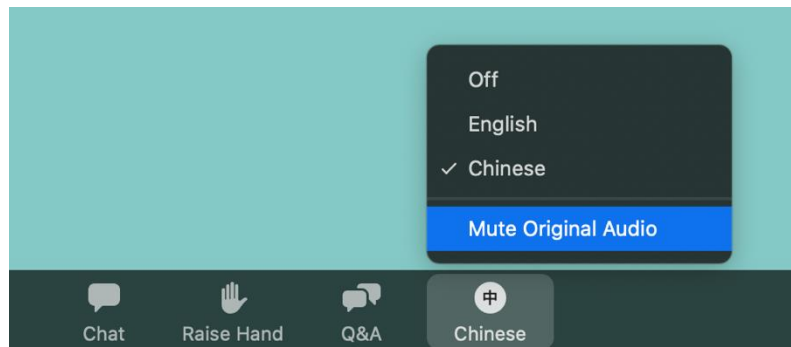 Off
English
✓ Chinese
Mute Original Audio
中
Chat
Raise Hand
Q&A
Chinese